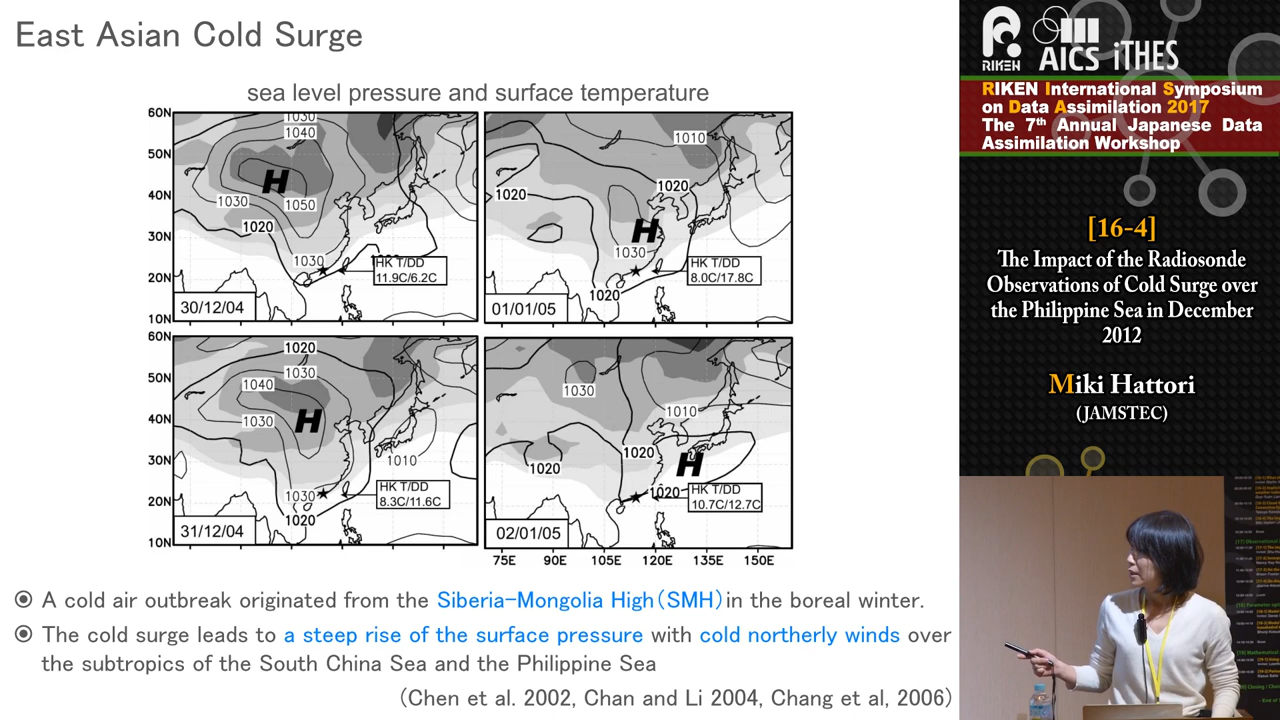 East Asian Cold Surge
sea level pressure and surface temperature
60N
50N
40N
30N
20N
10N
1030
1040
H
1030
1050
1020
1030
HK T/DD
11.9C/6.2C
30/12/04
1010
1020
1020
H
1030
HK T/DD
8.0C/17.8C
1020
01/01/05
60N
50N
40N
30N
20N
10N
1020
1030
1040
1030
H
1010
1030
HK T/DD
8.3C/11.6C
1020
31/12/04
1030
1010
1020
1020
H
1020
HK T/DD
10.7C/12.7C
02/01/05
75E 90E 105E 120E 135E 150E
◉ A cold air outbreak originated from the Siberia-Mongolia High(SMH)in the boreal winter.
◉ The cold surge leads to a steep rise of the surface pressure with cold northerly winds over
the subtropics of the South China Sea and the Philippine Sea
(Chen et al. 2002, Chan and Li 2004, Chang et al, 2006)
RIKEN AICS iTHES
RIKEN International Symposium
on Data Assimilation 2017
The 7th Annual Japanese Data
Assimilation Workshop
[16-4]
The Impact of the Radiosonde
Observations of Cold Surge over
the Philippine Sea in December
2012
Miki Hattori
(JAMSTEC)